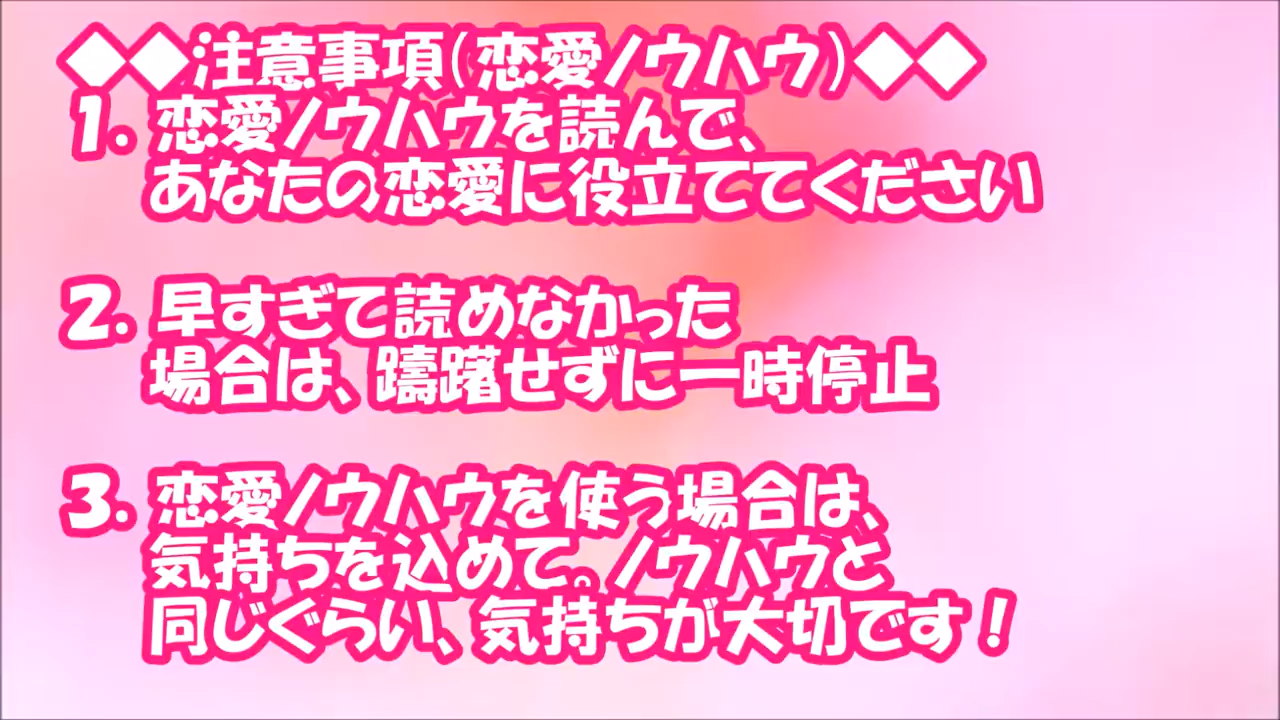 ◆◆注意事項(恋愛ノウハウ)◆◆
1. 恋愛ノウハウを読んで、
あなたの恋愛に役立ててください
2. 早すぎて読めなかった
場合は、躊躇せずに一時停止
3. 恋愛ノウハウを使う場合は、
気持ちを込めて。ノウハウと
同じぐらい、気持ちが大切です!